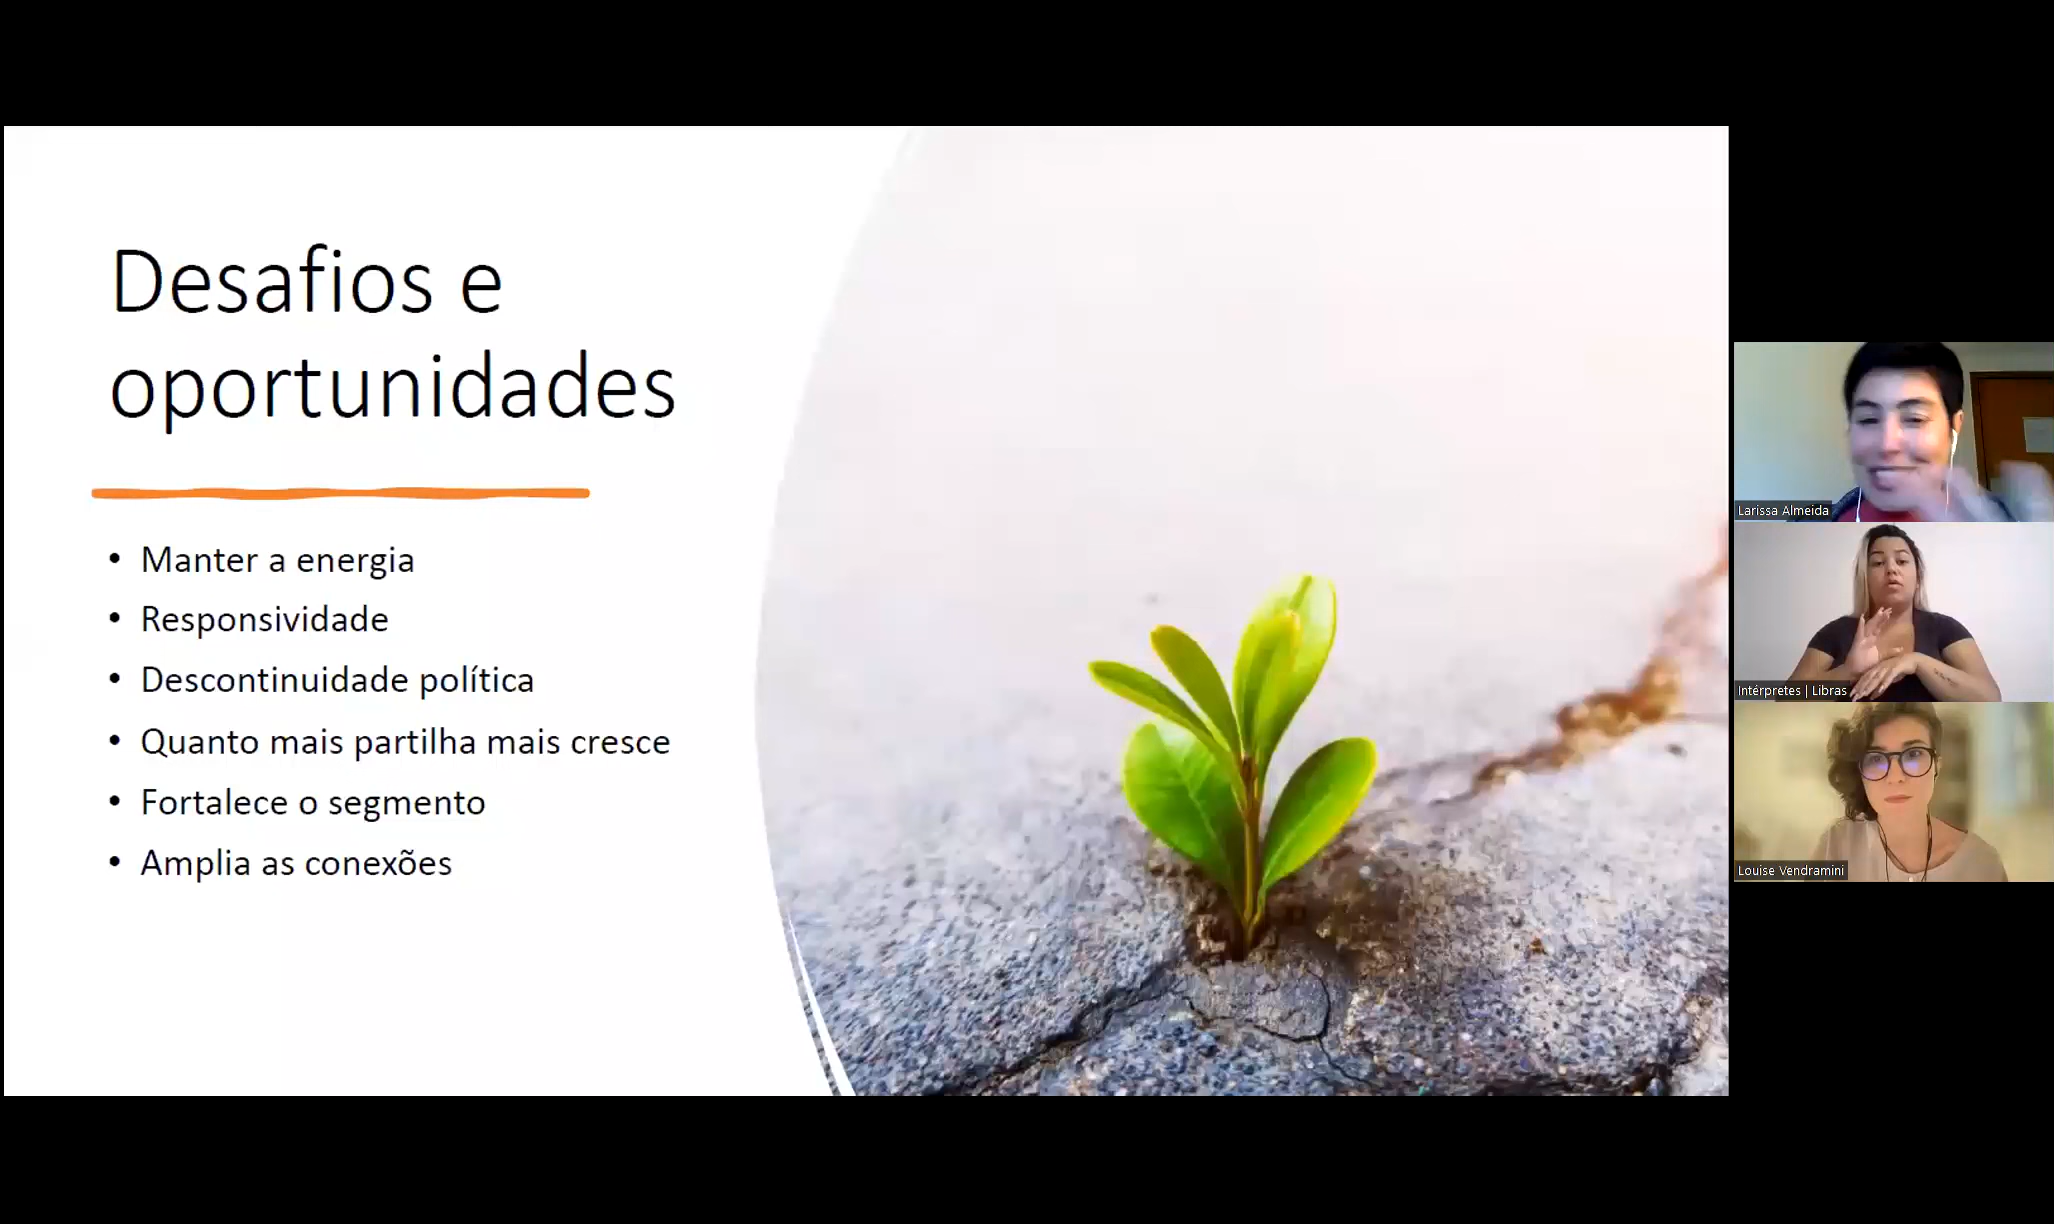 Desafios e
oportunidades
• Manter a energia
• Responsividade
• Descontinuidade política
• Quanto mais partilha mais cresce
• Fortalece o segmento
• Amplia as conexões
Larissa Almeida
Intérpretes | Libras
Louise Vendramini